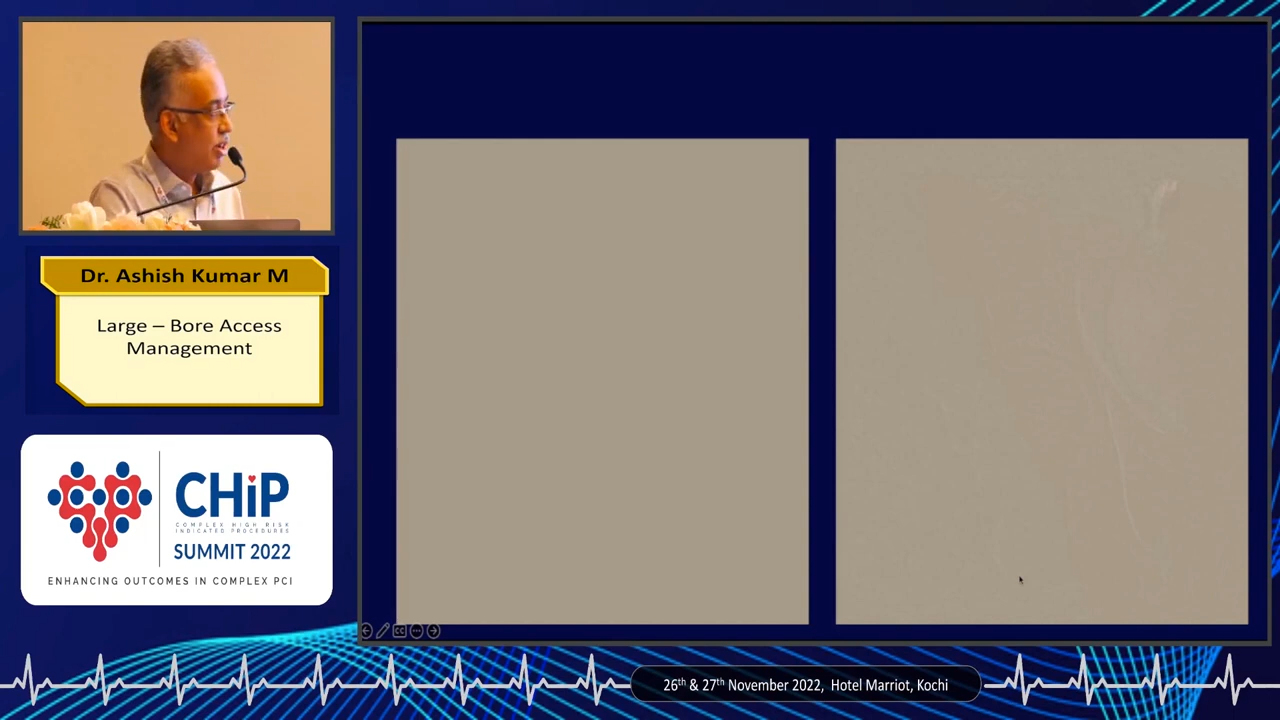 Dr. Ashish Kumar M
Large – Bore Access
Management
CHiP
COMPLEX HIGH RISK
INDICATED PROCEDURES
SUMMIT 2022
ENHANCING OUTCOMES IN COMPLEX PCI
CC
26th & 27th November 2022, Hotel Marriot, Kochi